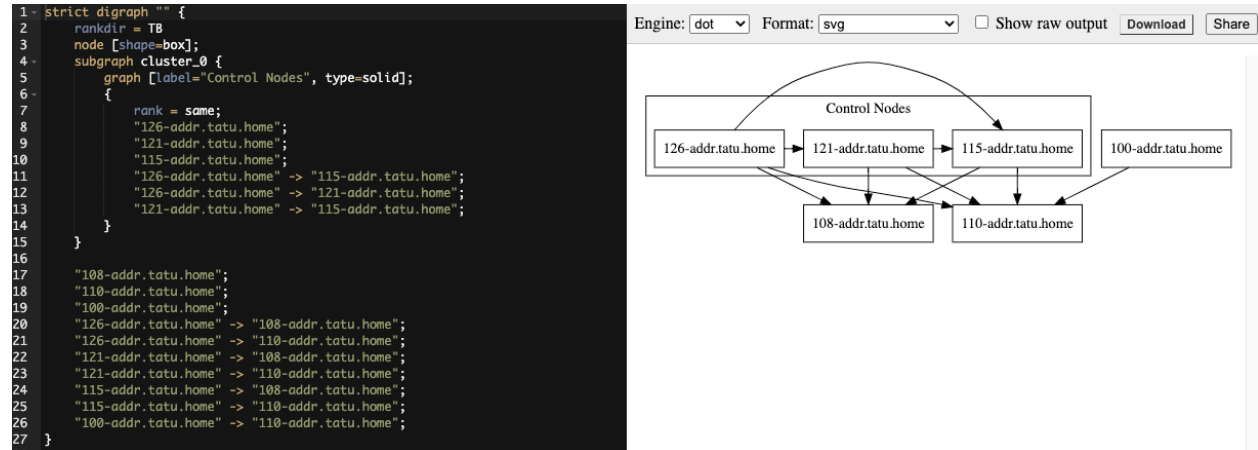 1 strict digraph "" {
2 rankdir = TB
3 node [shape=box];
4 subgraph cluster_0 {
5 graph [label="Control Nodes", type=solid];
6 {
7 rank = same;
8 "126-addr.tatu.home";
9 "121-addr.tatu.home";
10 "115-addr.tatu.home";
11 "126-addr.tatu.home" -> "115-addr.tatu.home";
12 "126-addr.tatu.home" -> "121-addr.tatu.home";
13 "121-addr.tatu.home" -> "115-addr.tatu.home";
14 }
15 }
16
17 "108-addr.tatu.home";
18 "110-addr.tatu.home";
19 "100-addr.tatu.home";
20 "126-addr.tatu.home" -> "108-addr.tatu.home";
21 "126-addr.tatu.home" -> "110-addr.tatu.home";
22 "121-addr.tatu.home" -> "108-addr.tatu.home";
23 "121-addr.tatu.home" -> "110-addr.tatu.home";
24 "115-addr.tatu.home" -> "108-addr.tatu.home";
25 "115-addr.tatu.home" -> "110-addr.tatu.home";
26 "100-addr.tatu.home" -> "110-addr.tatu.home";
27 }
Engine: dot Format: svg Show raw output Download Share
Control Nodes
126-addr.tatu.home 121-addr.tatu.home 115-addr.tatu.home 100-addr.tatu.home
108-addr.tatu.home 110-addr.tatu.home